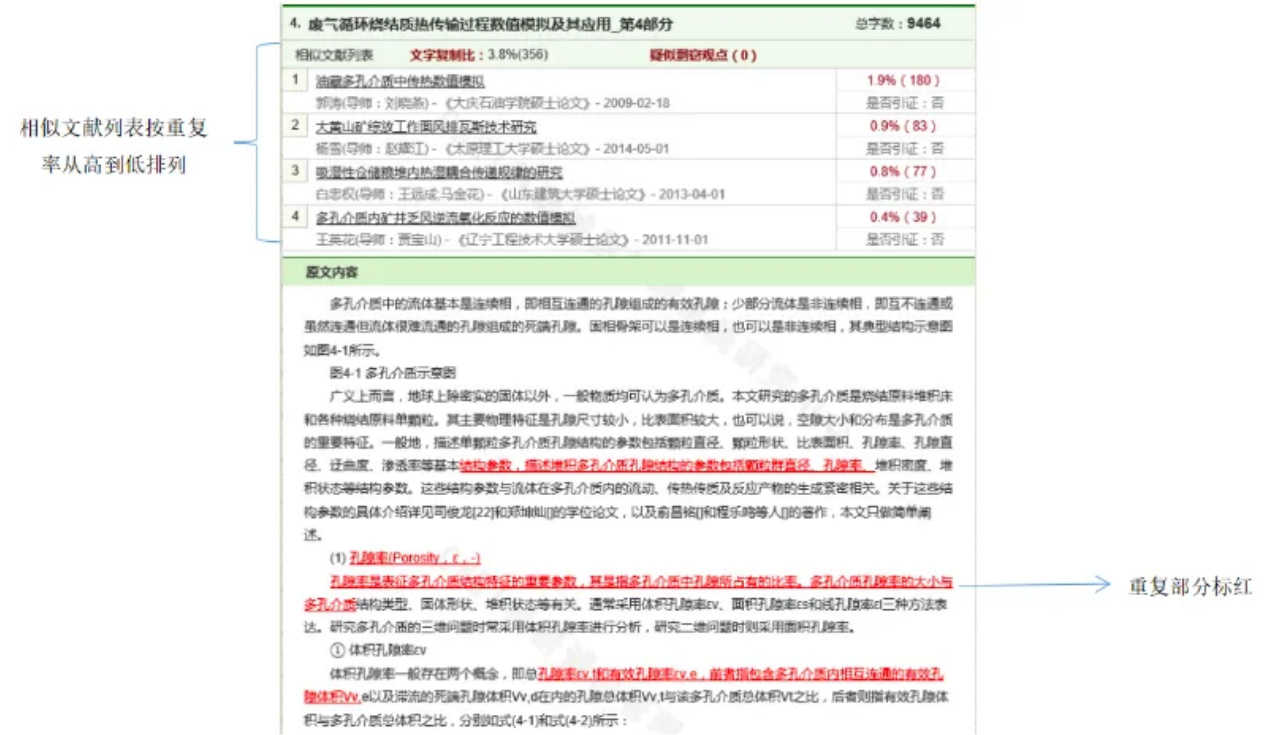 4. 废气循环烧结质热传输过程数值模拟及其应用_第4部分 总字数：9464
相似文献列表 文字复制比：3.8%(356) 疑似剽窃观点（0）
1 油藏多孔介质中传热数值模拟 1.9%（180）
郭涛(导师：刘晓燕) - 《大庆石油学院硕士论文》- 2009-02-18 是否引证：否
2 大黄山矿综放工作面风排瓦斯技术研究 0.9%（83）
杨雪(导师：赵耀江) - 《太原理工大学硕士论文》- 2014-05-01 是否引证：否
3 吸湿性仓储粮堆内热湿耦合传递规律的研究 0.8%（77）
白忠权(导师：王远成;马金花) - 《山东建筑大学硕士论文》- 2013-04-01 是否引证：否
4 多孔介质内矿井乏风逆流氧化反应的数值模拟 0.4%（39）
王英花(导师：贾宝山) - 《辽宁工程技术大学硕士论文》- 2011-11-01 是否引证：否
相似文献列表按重复
率从高到低排列
原文内容
多孔介质中的流体基本是连续相，即相互连通的孔隙组成的有效孔隙；少部分流体是非连续相，即互不连通或
虽然连通但流体很难流通的孔隙组成的死端孔隙。固相骨架可以是连续相，也可以是非连续相，其典型结构示意图
如图4-1所示。
图4-1 多孔介质示意图
广义上而言，地球上除密实的固体以外，一般物质均可认为多孔介质。本文研究的多孔介质是烧结原料堆积床
和各种烧结原料单颗粒。其主要物理特征是孔隙尺寸较小，比表面积较大，也可以说，空隙大小和分布是多孔介质
的重要特征。一般地，描述单颗粒多孔介质孔隙结构的参数包括颗粒直径、颗粒形状、比表面积、孔隙率、孔隙直
径、迂曲度、渗透率等基本结构参数，描述堆积多孔介质孔隙结构的参数包括颗粒群直径、孔隙率、堆积密度、堆
积状态等结构参数。这些结构参数与流体在多孔介质内的流动、传热传质及反应产物的生成紧密相关。关于这些结
构参数的具体介绍详见司俊龙[22]和郑坤灿[]的学位论文，以及俞昌铭[]和程乐鸣等人[]的著作，本文只做简单阐
述。
(1) 孔隙率(Porosity，ε，-)
孔隙率是表征多孔介质结构特征的重要参数，其是指多孔介质中孔隙所占有的比率。多孔介质孔隙率的大小与
多孔介质结构类型、固体形状、堆积状态等有关。通常采用体积孔隙率εv、面积孔隙率εs和线孔隙率εl三种方法表
达。研究多孔介质的三维问题时常采用体积孔隙率进行分析，研究二维问题时则采用面积孔隙率。
重复部分标红
① 体积孔隙率εv
体积孔隙率一般存在两个概念，即总孔隙率εv,t和有效孔隙率εv,e，前者指包含多孔介质内相互连通的有效孔
隙体积Vv,e以及滞流的死端孔隙体积Vv,d在内的孔隙总体积Vv,t与该多孔介质总体积Vt之比，后者则指有效孔隙体
积与多孔介质总体积之比，分别如式(4-1)和式(4-2)所示：